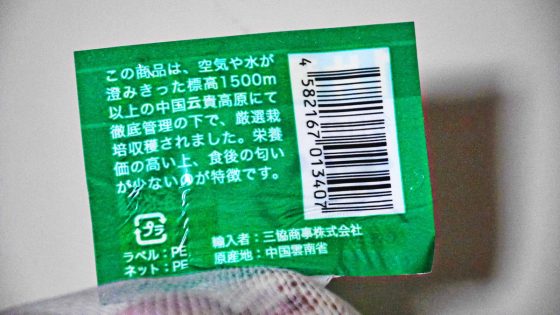 この商品は、空気や水が
澄みきった標高1500m
以上の中国云貴高原にて
徹底管理の下で、厳選栽
培収穫されました。栄養
価の高い上、食後の匂い
が少ないのが特徴です。
4582167013407
プラ
ラベル：PE
ネット：PE
輸入者：三協商事株式会社
原産地：中国雲南省